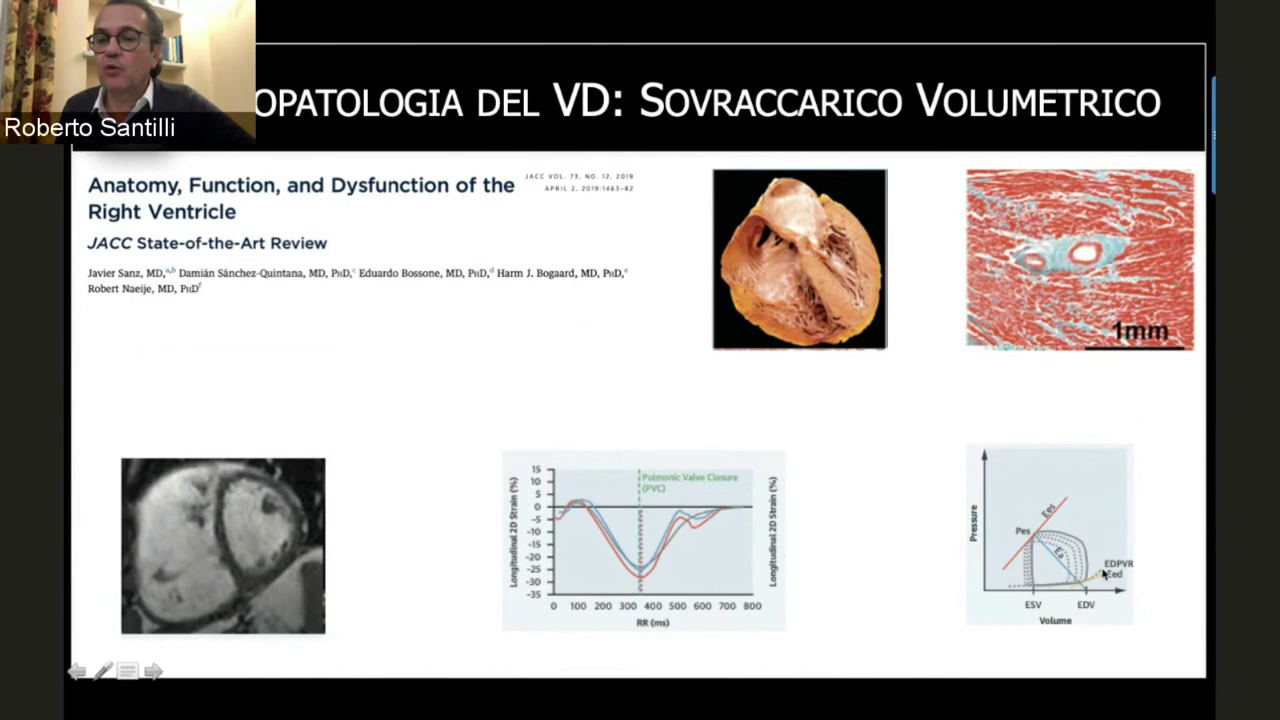 OPATOLOGIA DEL VD: SOVRACCARICO VOLUMETRICO
Roberto Santilli
Anatomy, Function, and Dysfunction of the
Right Ventricle
JACC VOL. 73, NO. 12, 2019
APRIL 2, 2019:1463–82
JACC State-of-the-Art Review
Javier Sanz, MD,a,b Damián Sánchez-Quintana, MD, PhD,c Eduardo Bossone, MD, PhD,d Harm J. Bogaard, MD, PhD,e
Robert Naeije, MD, PhDf
1mm
Longitudinal 2D Strain (%)
15
10
5
0
-5
-10
-15
-20
-25
-30
-35
Pulmonic Valve Closure
(PVC)
Longitudinal 2D Strain (%)
0 100 200 300 400 500 600 700 800
RR (ms)
Pressure
Pes
Ees
Ea
EDPVR
Eed
ESV EDV
Volume